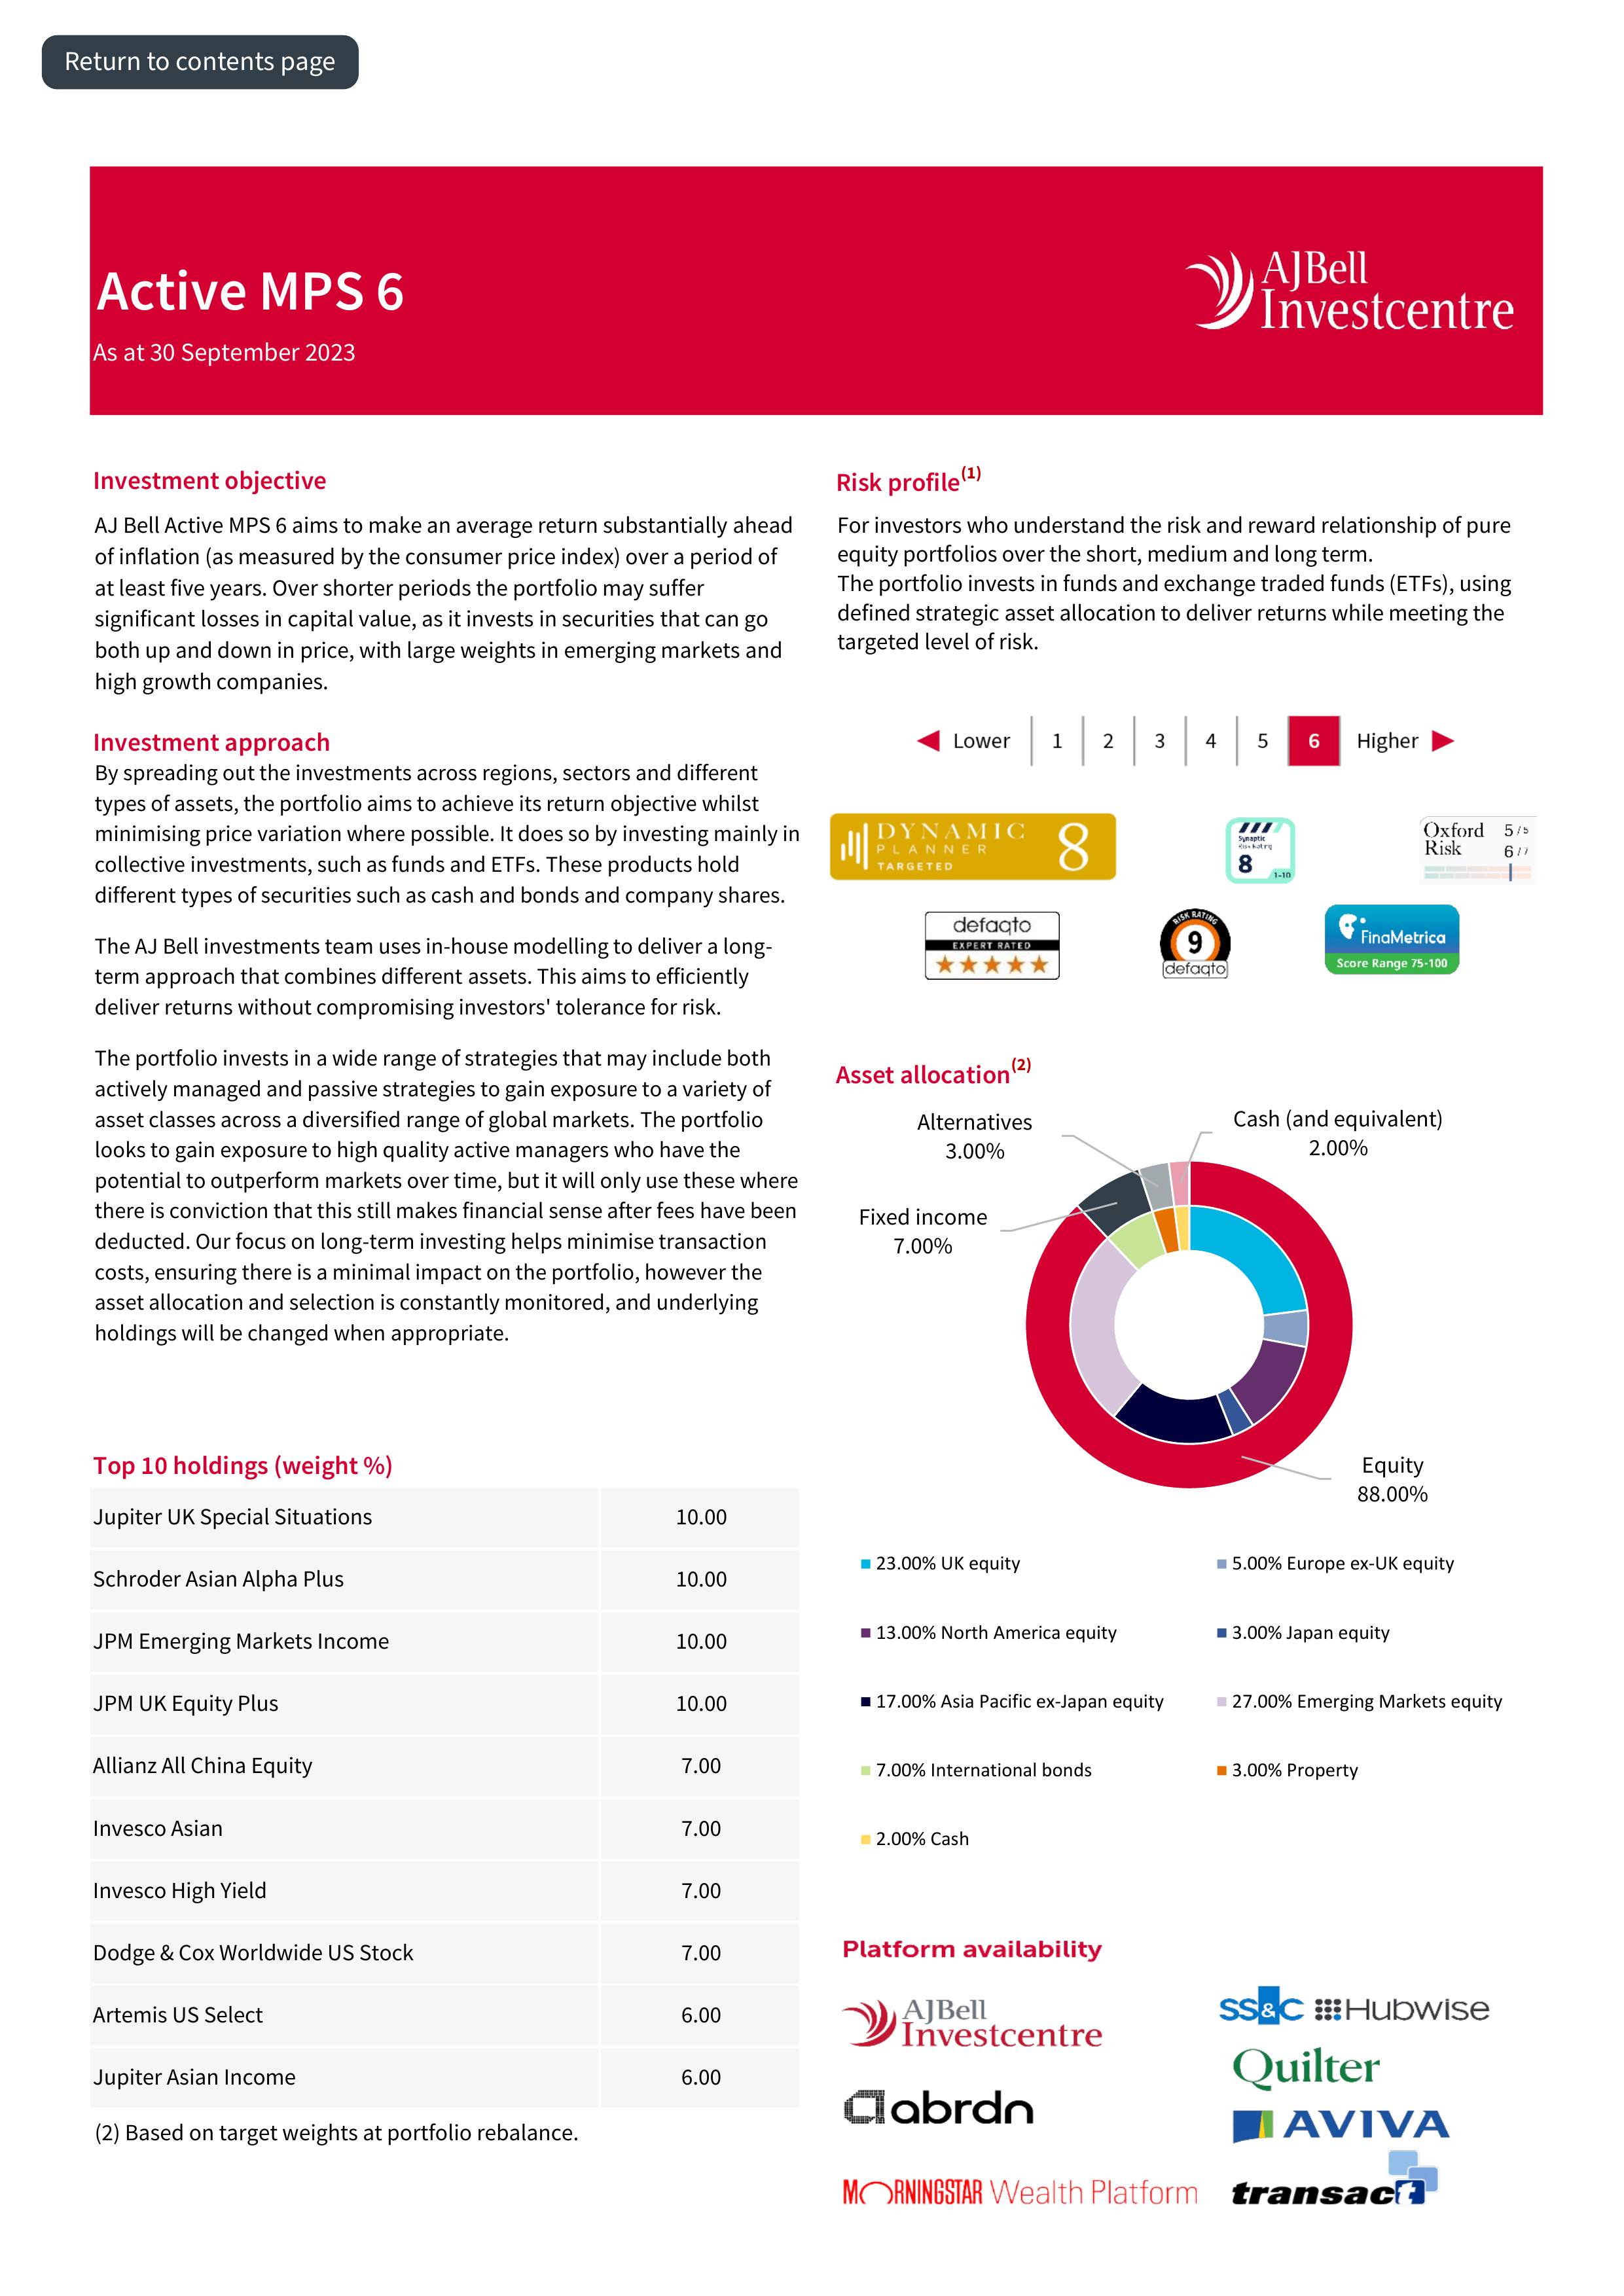 Return to contents page
Active MPS 6
As at 30 September 2023
AJBell
Investcentre
Investment objective
AJ Bell Active MPS 6 aims to make an average return substantially ahead
of inflation (as measured by the consumer price index) over a period of
at least five years. Over shorter periods the portfolio may suffer
significant losses in capital value, as it invests in securities that can go
both up and down in price, with large weights in emerging markets and
high growth companies.
Investment approach
By spreading out the investments across regions, sectors and different
types of assets, the portfolio aims to achieve its return objective whilst
minimising price variation where possible. It does so by investing mainly in
collective investments, such as funds and ETFs. These products hold
different types of securities such as cash and bonds and company shares.
The AJ Bell investments team uses in-house modelling to deliver a long-
term approach that combines different assets. This aims to efficiently
deliver returns without compromising investors' tolerance for risk.
The portfolio invests in a wide range of strategies that may include both
actively managed and passive strategies to gain exposure to a variety of
asset classes across a diversified range of global markets. The portfolio
looks to gain exposure to high quality active managers who have the
potential to outperform markets over time, but it will only use these where
there is conviction that this still makes financial sense after fees have been
deducted. Our focus on long-term investing helps minimise transaction
costs, ensuring there is a minimal impact on the portfolio, however the
asset allocation and selection is constantly monitored, and underlying
holdings will be changed when appropriate.
Top 10 holdings (weight %)
Jupiter UK Special Situations 10.00
Schroder Asian Alpha Plus 10.00
JPM Emerging Markets Income 10.00
JPM UK Equity Plus 10.00
Allianz All China Equity 7.00
Invesco Asian 7.00
Invesco High Yield 7.00
Dodge & Cox Worldwide US Stock 7.00
Artemis US Select 6.00
Jupiter Asian Income 6.00
(2) Based on target weights at portfolio rebalance.
Risk profile(1)
For investors who understand the risk and reward relationship of pure
equity portfolios over the short, medium and long term.
The portfolio invests in funds and exchange traded funds (ETFs), using
defined strategic asset allocation to deliver returns while meeting the
targeted level of risk.
Lower 1 2 3 4 5 6 Higher
DYNAMIC
PLANNER
TARGETED
8
Synaptic
Risk Rating
8
1-10
Oxford 5/5
Risk 6/7
defaqto
EXPERT RATED
RISK RATING
9
defaqto
FinaMetrica
Score Range 75-100
Asset allocation(2)
Alternatives
3.00%
Cash (and equivalent)
2.00%
Fixed income
7.00%
Equity
88.00%
23.00% UK equity 5.00% Europe ex-UK equity
13.00% North America equity 3.00% Japan equity
17.00% Asia Pacific ex-Japan equity 27.00% Emerging Markets equity
7.00% International bonds 3.00% Property
2.00% Cash
Platform availability
AJBell
Investcentre
SS&C Hubwise
Quilter
abrdn
AVIVA
MORNINGSTAR Wealth Platform
transact